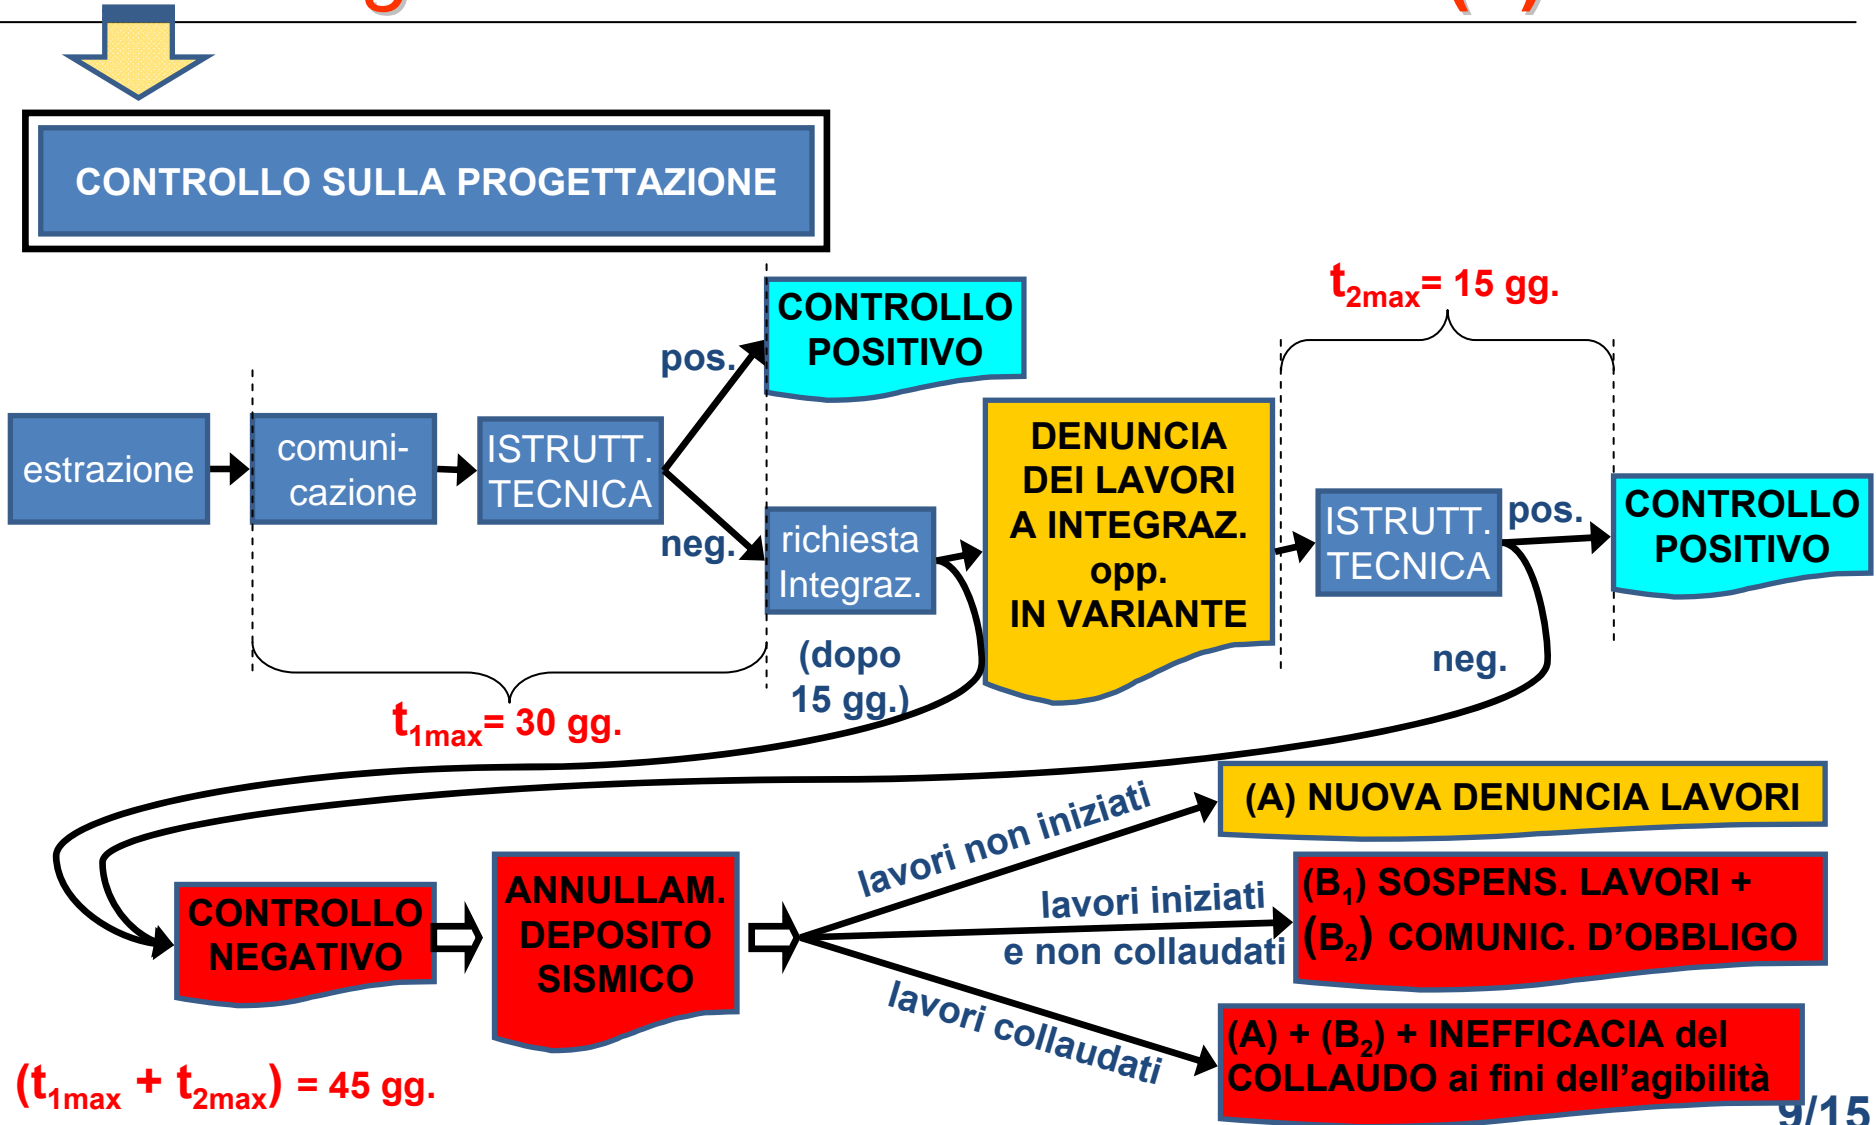 CONTROLLO SULLA PROGETTAZIONE
estrazione
comuni-
cazione
ISTRUTT.
TECNICA
pos.
neg.
CONTROLLO
POSITIVO
richiesta
Integraz.
(dopo
15 gg.)
t1max= 30 gg.
DENUNCIA
DEI LAVORI
A INTEGRAZ.
opp.
IN VARIANTE
t2max= 15 gg.
ISTRUTT.
TECNICA
pos.
neg.
CONTROLLO
POSITIVO
CONTROLLO
NEGATIVO
ANNULLAM.
DEPOSITO
SISMICO
lavori non iniziati
(A) NUOVA DENUNCIA LAVORI
lavori iniziati
e non collaudati
(B1) SOSPENS. LAVORI +
(B2) COMUNIC. D'OBBLIGO
lavori collaudati
(A) + (B2) + INEFFICACIA del
COLLAUDO ai fini dell’agibilità
(t1max + t2max) = 45 gg.
9/15